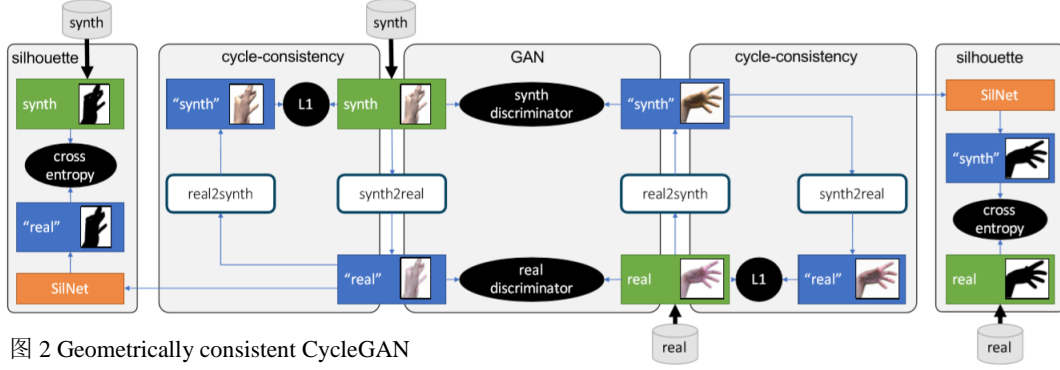 synth
synth
silhouette
cycle-consistency
GAN
cycle-consistency
silhouette
synth
“synth”
L1
synth
synth
discriminator
“synth”
SilNet
cross
entropy
“synth”
real2synth
synth2real
real2synth
synth2real
“real”
cross
entropy
SilNet
“real”
real
discriminator
real
L1
“real”
real
real
real
图 2 Geometrically consistent CycleGAN